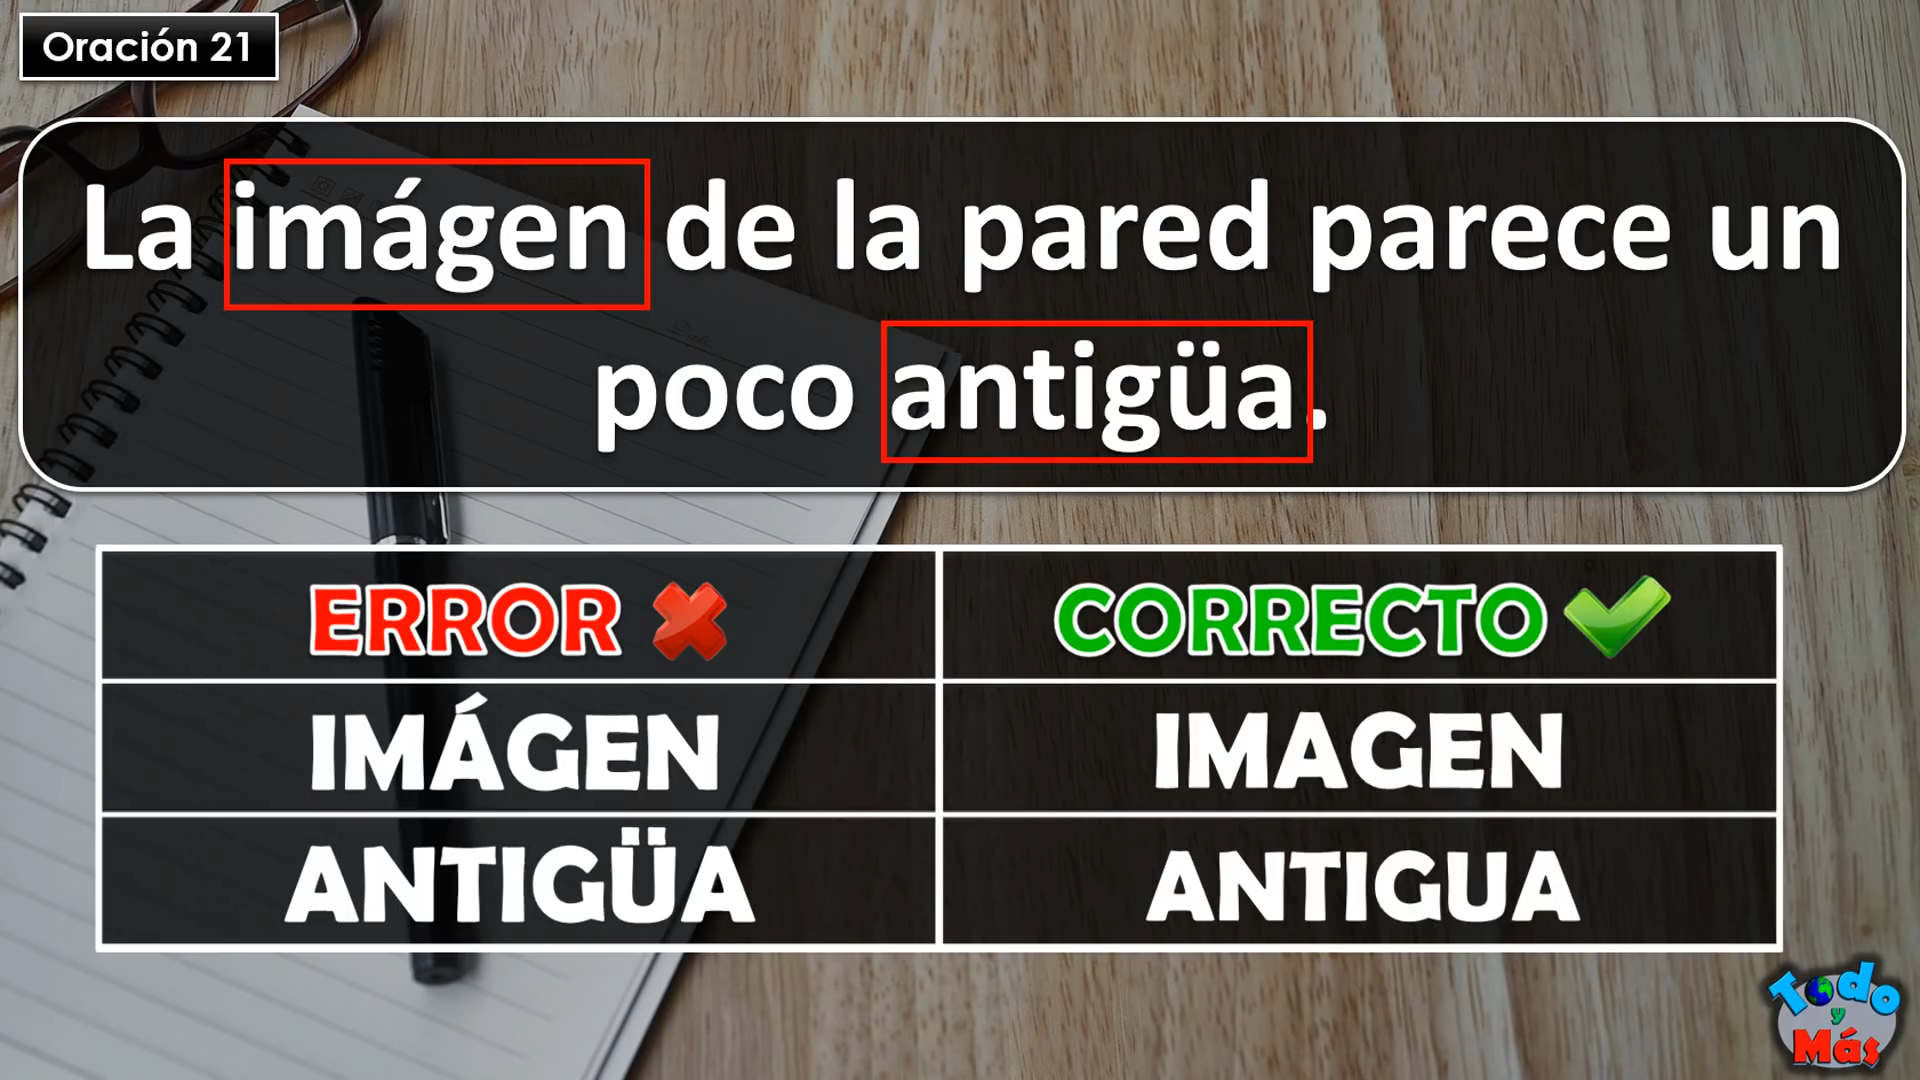 Oración 21
La imágen de la pared parece un
poco antigüa.
ERROR
CORRECTO
IMÁGEN
IMAGEN
ANTIGÜA
ANTIGUA
Todo
y
Más